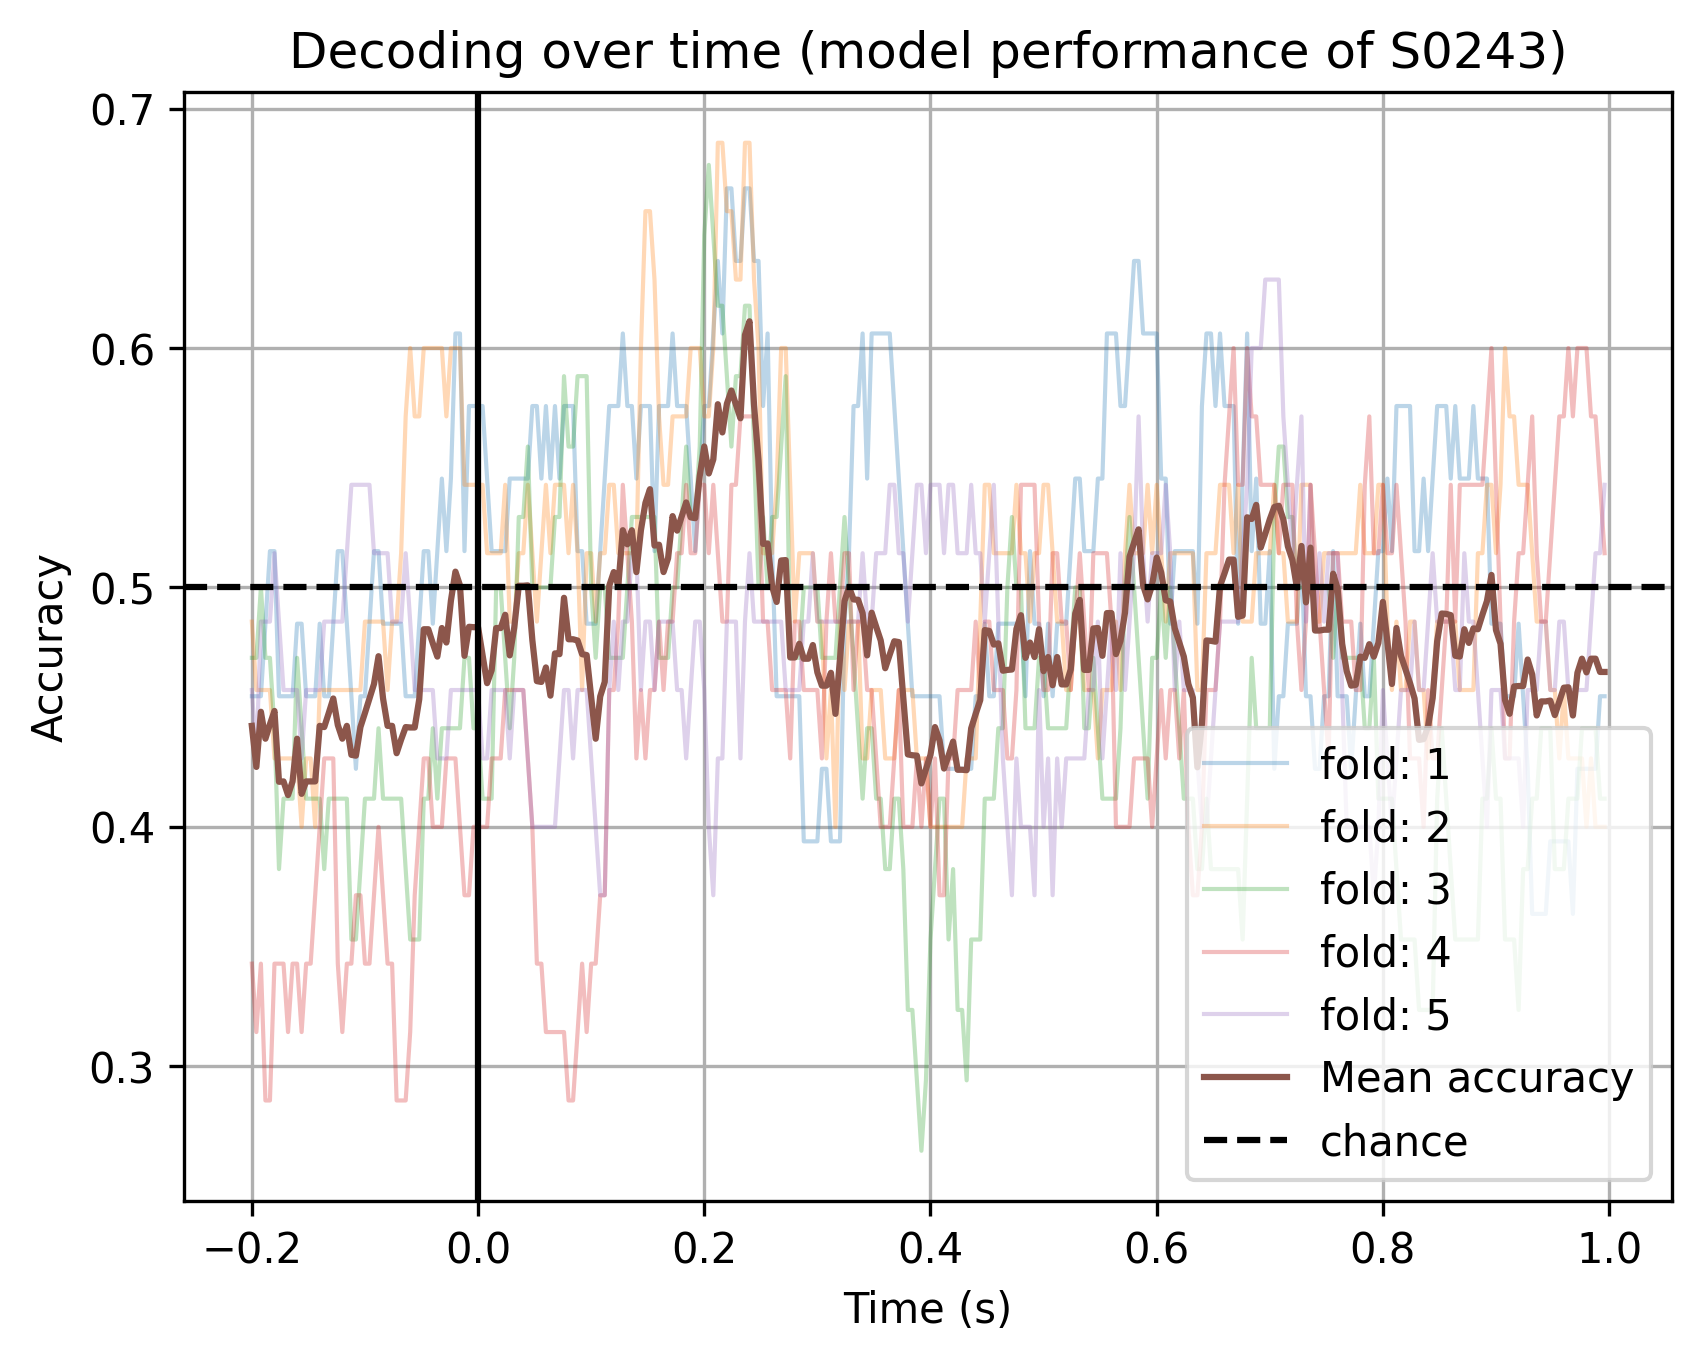 Decoding over time (model performance of S0243)
Accuracy
0.7
0.6
0.5
0.4
0.3
fold: 1
fold: 2
fold: 3
fold: 4
fold: 5
Mean accuracy
chance
−0.2 0.0 0.2 0.4 0.6 0.8 1.0
Time (s)